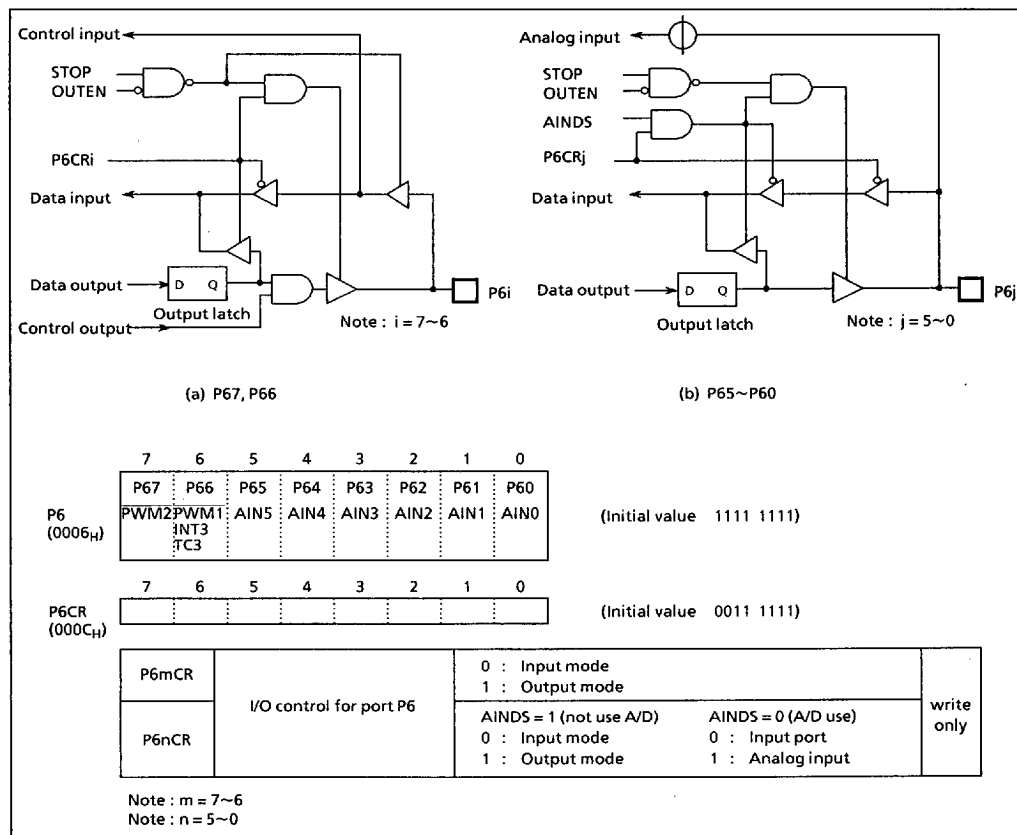 Control input
STOP
OUTEN
P6CRi
Data input
Data output
D Q
Output latch
Control output
P6i
Note : i = 7~6
(a) P67, P66
Analog input
STOP
OUTEN
AINDS
P6CRj
Data input
Data output
D Q
Output latch
P6j
Note : j = 5~0
(b) P65~P60
7 6 5 4 3 2 1 0
P6
(0006H)
P67 P66 P65 P64 P63 P62 P61 P60
PWM2 PWM1 AIN5 AIN4 AIN3 AIN2 AIN1 AIN0
INT3
TC3
(Initial value 1111 1111)
7 6 5 4 3 2 1 0
P6CR
(000CH)
(Initial value 0011 1111)
P6mCR
I/O control for port P6
0 : Input mode
1 : Output mode
write
only
P6nCR
AINDS = 1 (not use A/D) AINDS = 0 (A/D use)
0 : Input mode 0 : Input port
1 : Output mode 1 : Analog input
Note : m = 7~6
Note : n = 5~0